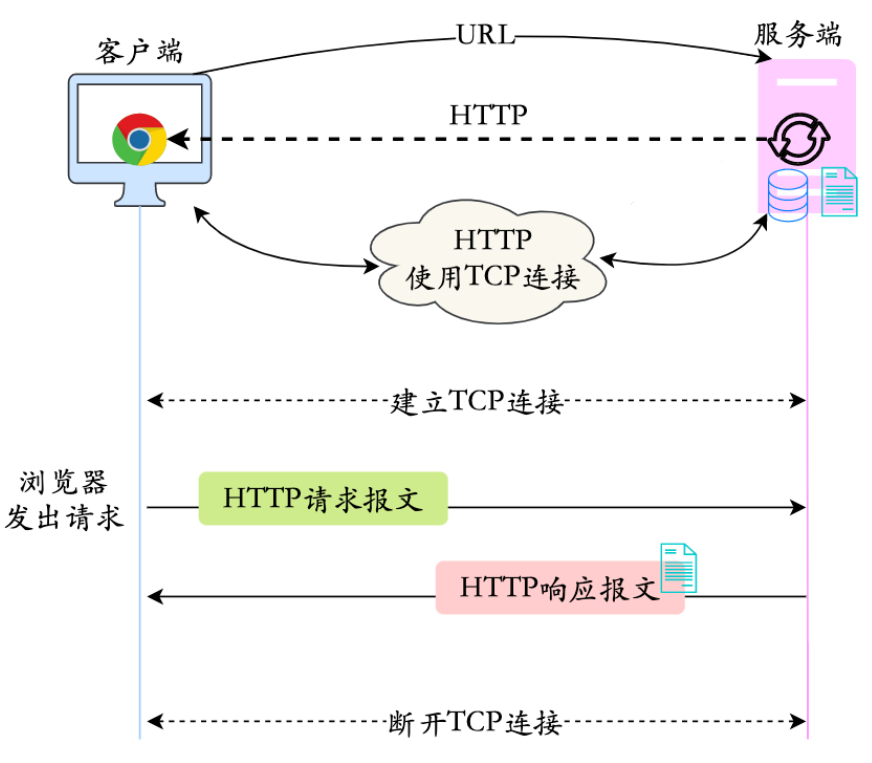 客户端
URL
服务端
HTTP
HTTP
使用TCP连接
建立TCP连接
浏览器
发出请求
HTTP请求报文
HTTP响应报文
断开TCP连接